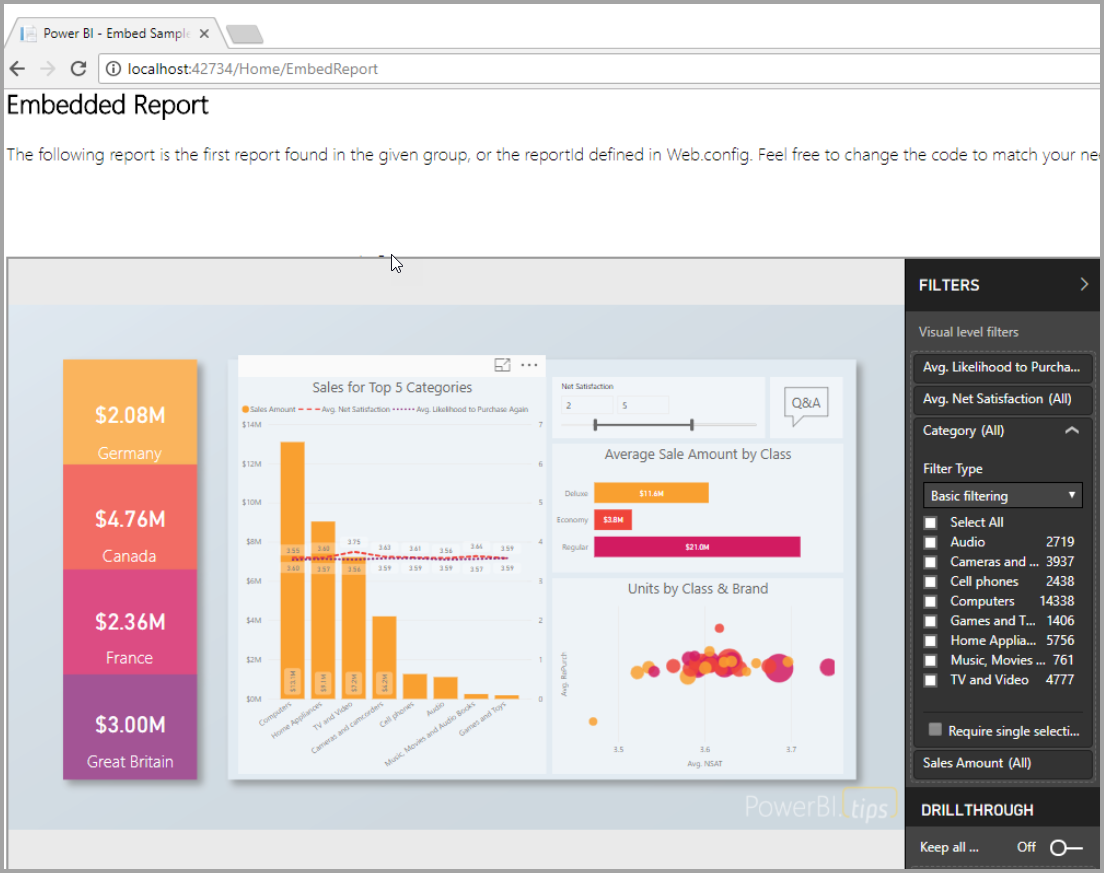 Power BI - Embed Sample
localhost:42734/Home/EmbedReport
Embedded Report
The following report is the first report found in the given group, or the reportId defined in Web.config. Feel free to change the code to match your ne
$2.08M
Germany
$4.76M
Canada
$2.36M
France
$3.00M
Great Britain
Sales for Top 5 Categories
Sales Amount Avg. Net Satisfaction Avg. Likelihood to Purchase Again
$14M 7
$12M 6
$10M 5
$8M 4
$6M 3
$4M 2
$2M 1
$0M 0
3.55 3.63 3.75 3.63 3.61 3.56 3.64 3.59
3.60 3.57 3.56 3.59 3.59 3.59 3.57 3.59
$13.1M $9.1M $7.2M $4.2M
Computers
Home Appliances
TV and Video
Cameras and camcorders
Cell phones
Audio
Music, Movies and Audio Books
Games and Toys
Net Satisfaction
2 5
Q&A
Average Sale Amount by Class
Deluxe $11.6M
Economy $3.8M
Regular $21.0M
Units by Class & Brand
Avg. RePurch
3.5 3.6 3.7
Avg. NSAT
PowerBI.tips
FILTERS
Visual level filters
Avg. Likelihood to Purcha...
Avg. Net Satisfaction (All)
Category (All)
Filter Type
Basic filtering
Select All
Audio 2719
Cameras and ... 3937
Cell phones 2438
Computers 14338
Games and T... 1406
Home Applia... 5756
Music, Movies ... 761
TV and Video 4777
Require single selecti...
Sales Amount (All)
DRILLTHROUGH
Keep all ... Off